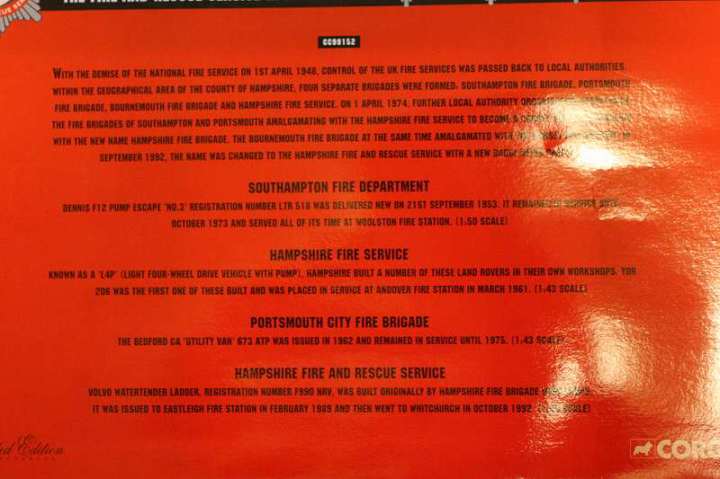 CC99152
WITH THE DEMISE OF THE NATIONAL FIRE SERVICE ON 1ST APRIL 1948, CONTROL OF THE UK FIRE SERVICES WAS PASSED BACK TO LOCAL AUTHORITIES.
WITHIN THE GEOGRAPHICAL AREA OF THE COUNTY OF HAMPSHIRE, FOUR SEPARATE BRIGADES WERE FORMED: SOUTHAMPTON FIRE BRIGADE, PORTSMOUTH
FIRE BRIGADE, BOURNEMOUTH FIRE BRIGADE AND HAMPSHIRE FIRE SERVICE. ON 1 APRIL 1974, FURTHER LOCAL AUTHORITY
THE FIRE BRIGADES OF SOUTHAMPTON AND PORTSMOUTH AMALGAMATING WITH THE HAMPSHIRE FIRE SERVICE TO BECOME A
WITH THE NEW NAME HAMPSHIRE FIRE BRIGADE. THE BOURNEMOUTH FIRE BRIGADE AT THE SAME TIME AMALGAMATED
SEPTEMBER 1992, THE NAME WAS CHANGED TO THE HAMPSHIRE FIRE AND RESCUE SERVICE WITH A NEW
SOUTHAMPTON FIRE DEPARTMENT
DENNIS F12 PUMP ESCAPE 'NO.2' REGISTRATION NUMBER LTR 518 WAS DELIVERED NEW ON 21ST SEPTEMBER 1953. IT REMAINED
OCTOBER 1973 AND SERVED ALL OF ITS TIME AT WOOLSTON FIRE STATION. (1:50 SCALE)
HAMPSHIRE FIRE SERVICE
KNOWN AS A 'L4P' (LIGHT FOUR-WHEEL DRIVE VEHICLE WITH PUMP), HAMPSHIRE BUILT A NUMBER OF THESE LAND ROVERS IN THEIR OWN WORKSHOPS. YOR
206 WAS THE FIRST ONE OF THESE BUILT AND WAS PLACED IN SERVICE AT ANDOVER FIRE STATION IN MARCH 1961. (1:43 SCALE)
PORTSMOUTH CITY FIRE BRIGADE
THE BEDFORD CA 'UTILITY VAN' 673 ATP WAS ISSUED IN 1962 AND REMAINED IN SERVICE UNTIL 1975. (1:43 SCALE)
HAMPSHIRE FIRE AND RESCUE SERVICE
VOLVO WATERTENDER LADDER, REGISTRATION NUMBER F990 NRV, WAS BUILT ORIGINALLY BY HAMPSHIRE FIRE BRIGADE
IT WAS ISSUED TO EASTLEIGH FIRE STATION IN FEBRUARY 1989 AND THEN WENT TO WHITCHURCH IN OCTOBER 1992. SCALE)
Edition